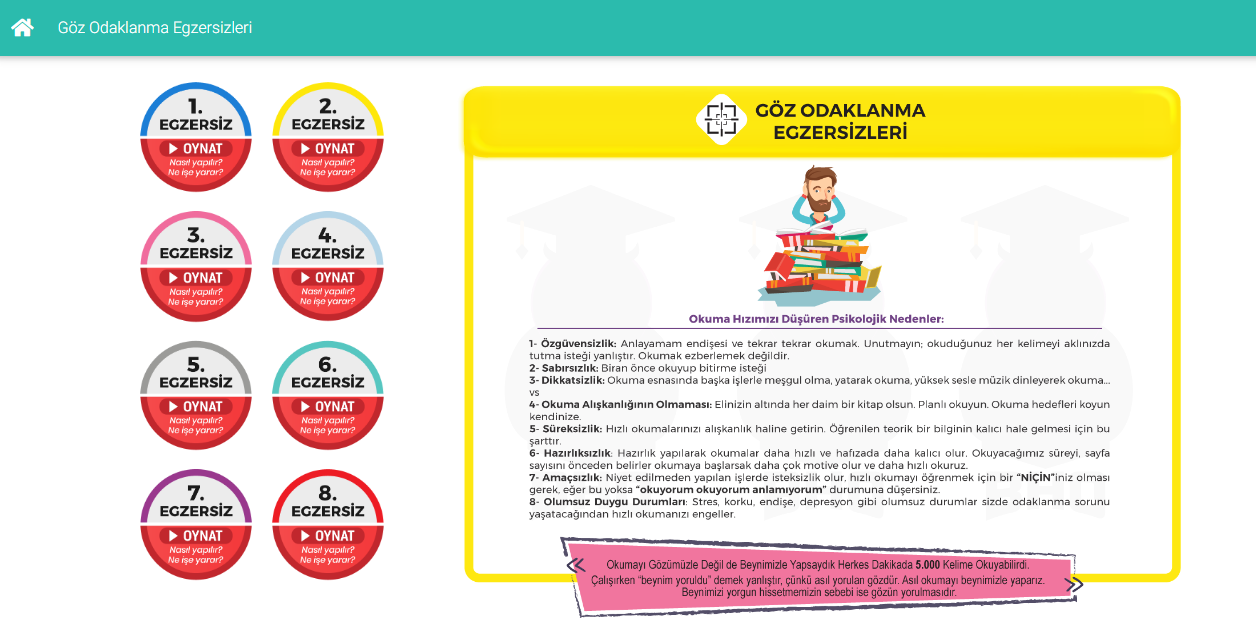 Göz Odaklanma Egzersizleri
1.
EGZERSİZ
OYNAT
Nasıl yapılır?
Ne işe yarar?
2.
EGZERSİZ
OYNAT
Nasıl yapılır?
Ne işe yarar?
3.
EGZERSİZ
OYNAT
Nasıl yapılır?
Ne işe yarar?
4.
EGZERSİZ
OYNAT
Nasıl yapılır?
Ne işe yarar?
5.
EGZERSİZ
OYNAT
Nasıl yapılır?
Ne işe yarar?
6.
EGZERSİZ
OYNAT
Nasıl yapılır?
Ne işe yarar?
7.
EGZERSİZ
OYNAT
Nasıl yapılır?
Ne işe yarar?
8.
EGZERSİZ
OYNAT
Nasıl yapılır?
Ne işe yarar?
GÖZ ODAKLANMA
EGZERSİZLERİ
Okuma Hızımızı Düşüren Psikolojik Nedenler:
1- Özgüvensizlik: Anlayamam endişesi ve tekrar tekrar okumak. Unutmayın; okuduğunuz her kelimeyi aklınızda
tutma isteği yanlıştır. Okumak ezberlemek değildir.
2- Sabırsızlık: Biran önce okuyup bitirme isteği
3- Dikkatsizlik: Okuma esnasında başka işlerle meşgul olma, yatarak okuma, yüksek sesle müzik dinleyerek okuma...
vs
4- Okuma Alışkanlığının Olmaması: Elinizin altında her daim bir kitap olsun. Planlı okuyun. Okuma hedefleri koyun
kendinize.
5- Süreksizlik: Hızlı okumalarınızı alışkanlık haline getirin. Öğrenilen teorik bir bilginin kalıcı hale gelmesi için bu
şarttır.
6- Hazırlıksızlık: Hazırlık yapılarak okumalar daha hızlı ve hafızada daha kalıcı olur. Okuyacağımız süreyi, sayfa
sayısını önceden belirler okumaya başlarsak daha çok motive olur ve daha hızlı okuruz.
7- Amaçsızlık: Niyet edilmeden yapılan işlerde isteksizlik olur, hızlı okumayı öğrenmek için bir “NİÇİN”iniz olması
gerek, eğer bu yoksa “okuyorum okuyorum anlamıyorum” durumuna düşersiniz.
8- Olumsuz Duygu Durumları: Stres, korku, endişe, depresyon gibi olumsuz durumlar sizde odaklanma sorunu
yaşatacağından hızlı okumanızı engeller.
Okumayı Gözümüzle Değil de Beynimizle Yapsaydık Herkes Dakikada 5.000 Kelime Okuyabilirdi.
Çalışırken “beynim yoruldu” demek yanlıştır, çünkü asıl yorulan gözdür. Asıl okumayı beynimizle yaparız.
Beynimizi yorgun hissetmemizin sebebi ise gözün yorulmasıdır.